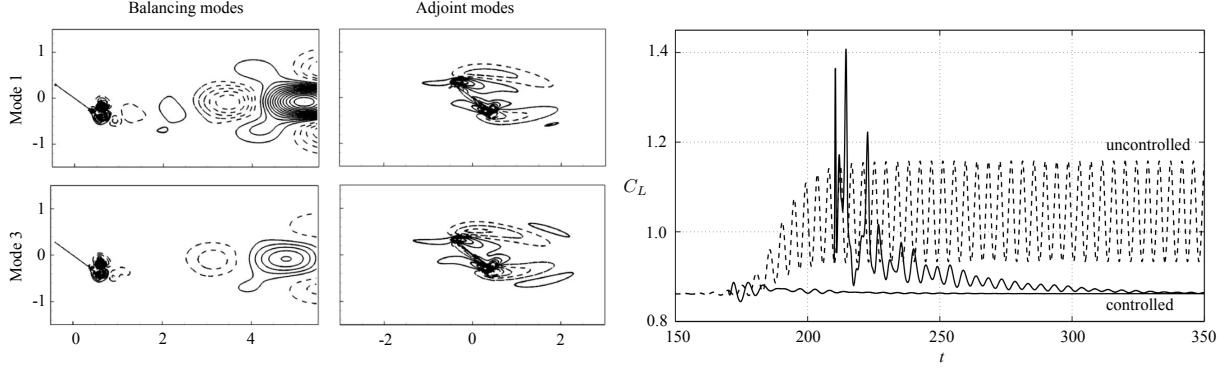 Balancing modes
Adjoint modes
Mode 1
1
0
-1
Mode 3
1
0
-1
0 2 4 6
-2 0 2
1.4
1.2
C_L
1.0
0.8
uncontrolled
controlled
150 200 250 300 350
t